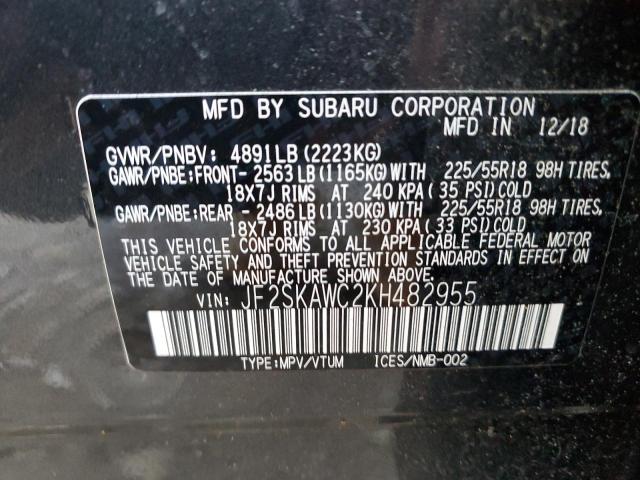 MFD BY SUBARU CORPORATION
MFD IN 12/18
GVWR/PNBV: 4891LB(2223KG)
GAWR/PNBE:FRONT-2563LB(1165KG)WITH 225/55R18 98H TIRES,
18X7J RIMS AT 240 KPA(35 PSI)COLD
GAWR/PNBE:REAR -2486LB(1130KG)WITH 225/55R18 98H TIRES,
18X7J RIMS AT 230 KPA(33 PSI)COLD
THIS VEHICLE CONFORMS TO ALL APPLICABLE FEDERAL MOTOR
VEHICLE SAFETY AND THEFT PREVENTION STANDARDS IN EFFECT ON
THE DATE OF MANUFACTURE SHOWN ABOVE.
VIN: JF2SKAWC2KH482955
TYPE:MPV/VTUM ICES/NMB-002